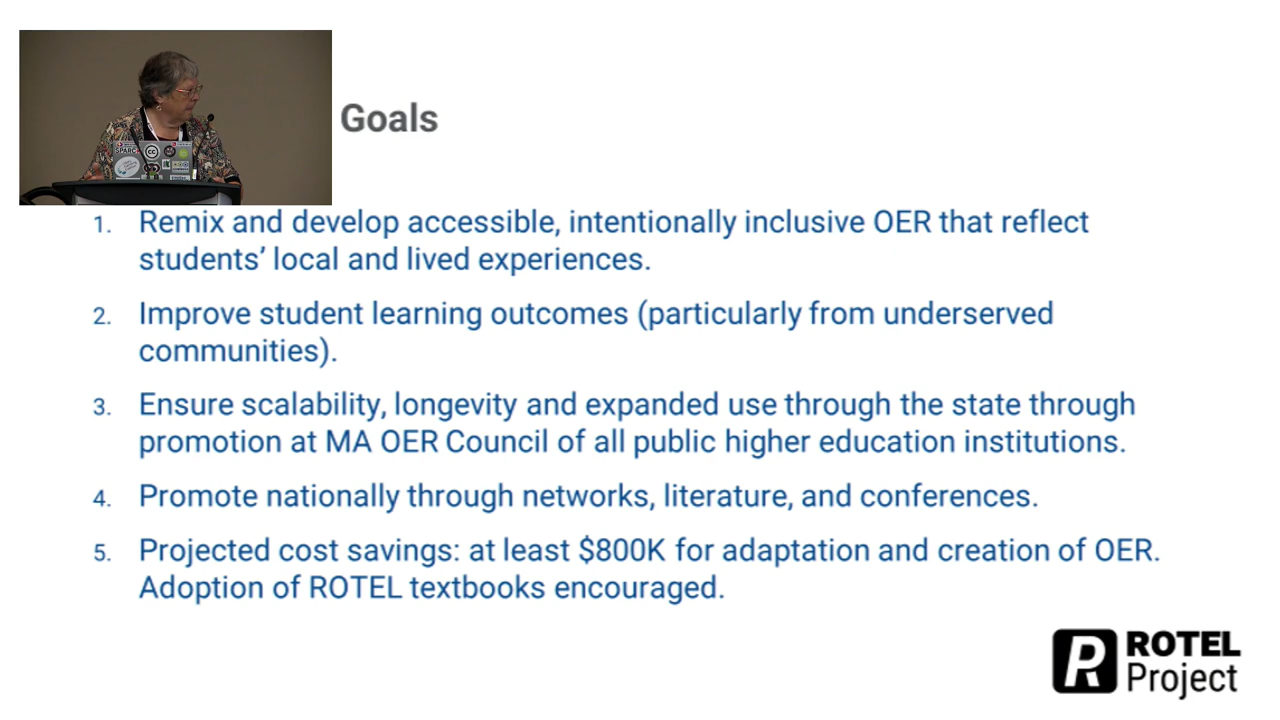 SPARC
CC
Goals
1. Remix and develop accessible, intentionally inclusive OER that reflect
students’ local and lived experiences.
2. Improve student learning outcomes (particularly from underserved
communities).
3. Ensure scalability, longevity and expanded use through the state through
promotion at MA OER Council of all public higher education institutions.
4. Promote nationally through networks, literature, and conferences.
5. Projected cost savings: at least $800K for adaptation and creation of OER.
Adoption of ROTEL textbooks encouraged.
R ROTEL
Project